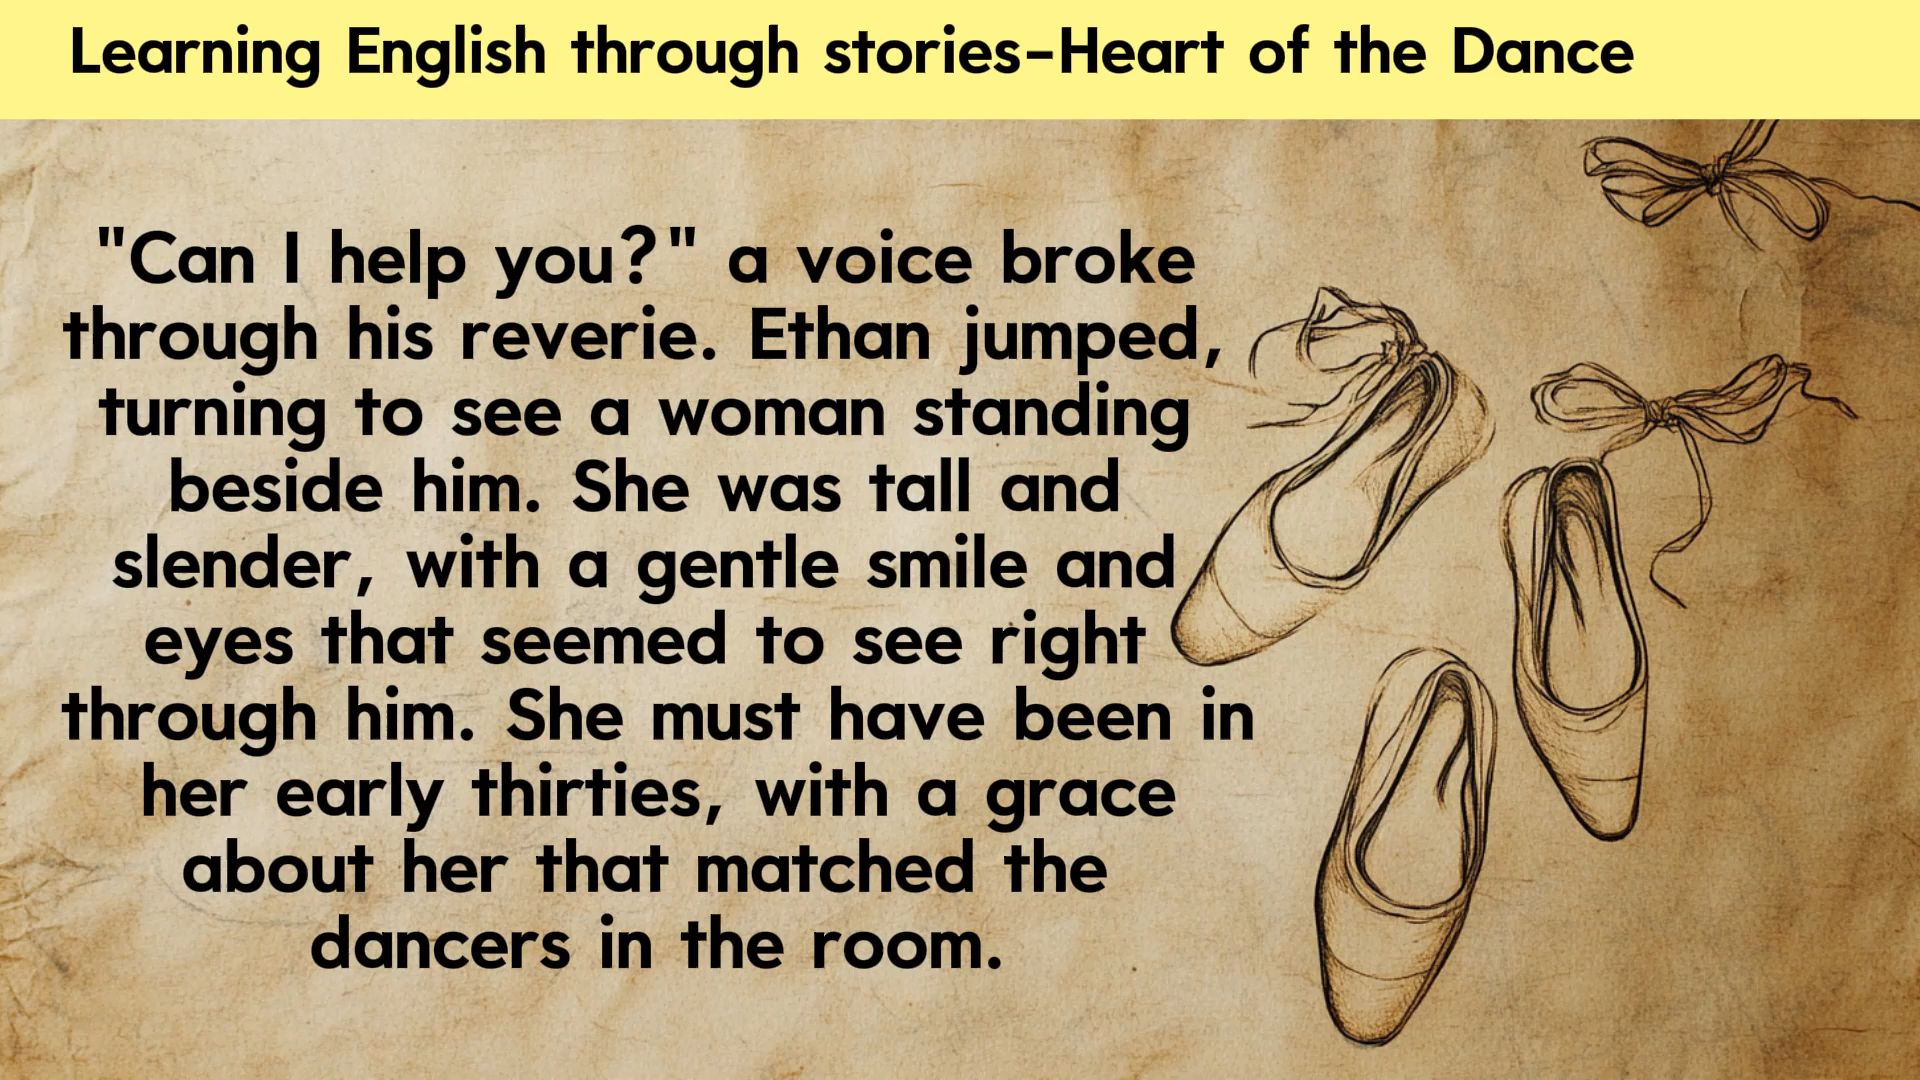 Learning English through stories-Heart of the Dance
"Can I help you?" a voice broke
through his reverie. Ethan jumped,
turning to see a woman standing
beside him. She was tall and
slender, with a gentle smile and
eyes that seemed to see right
through him. She must have been in
her early thirties, with a grace
about her that matched the
dancers in the room.